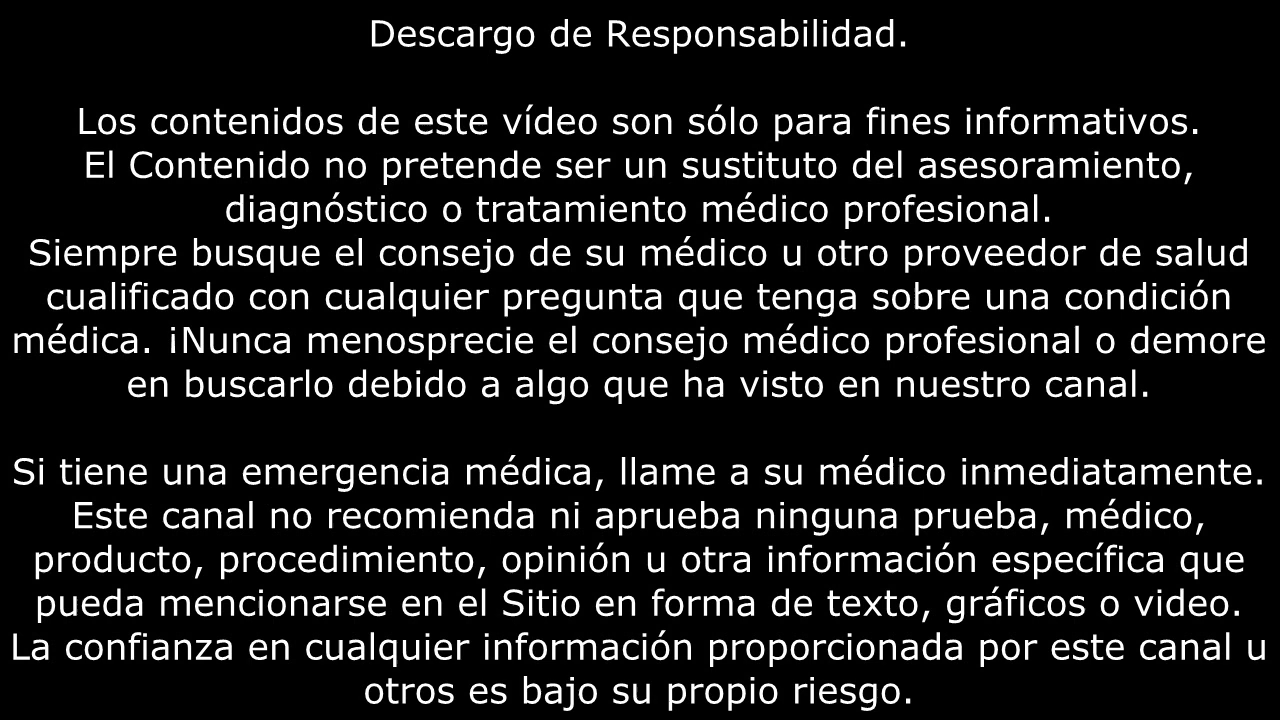 Descargo de Responsabilidad.
Los contenidos de este vídeo son sólo para fines informativos.
El Contenido no pretende ser un sustituto del asesoramiento,
diagnóstico o tratamiento médico profesional.
Siempre busque el consejo de su médico u otro proveedor de salud
cualificado con cualquier pregunta que tenga sobre una condición
médica. ¡Nunca menosprecie el consejo médico profesional o demore
en buscarlo debido a algo que ha visto en nuestro canal.
Si tiene una emergencia médica, llame a su médico inmediatamente.
Este canal no recomienda ni aprueba ninguna prueba, médico,
producto, procedimiento, opinión u otra información específica que
pueda mencionarse en el Sitio en forma de texto, gráficos o video.
La confianza en cualquier información proporcionada por este canal u
otros es bajo su propio riesgo.